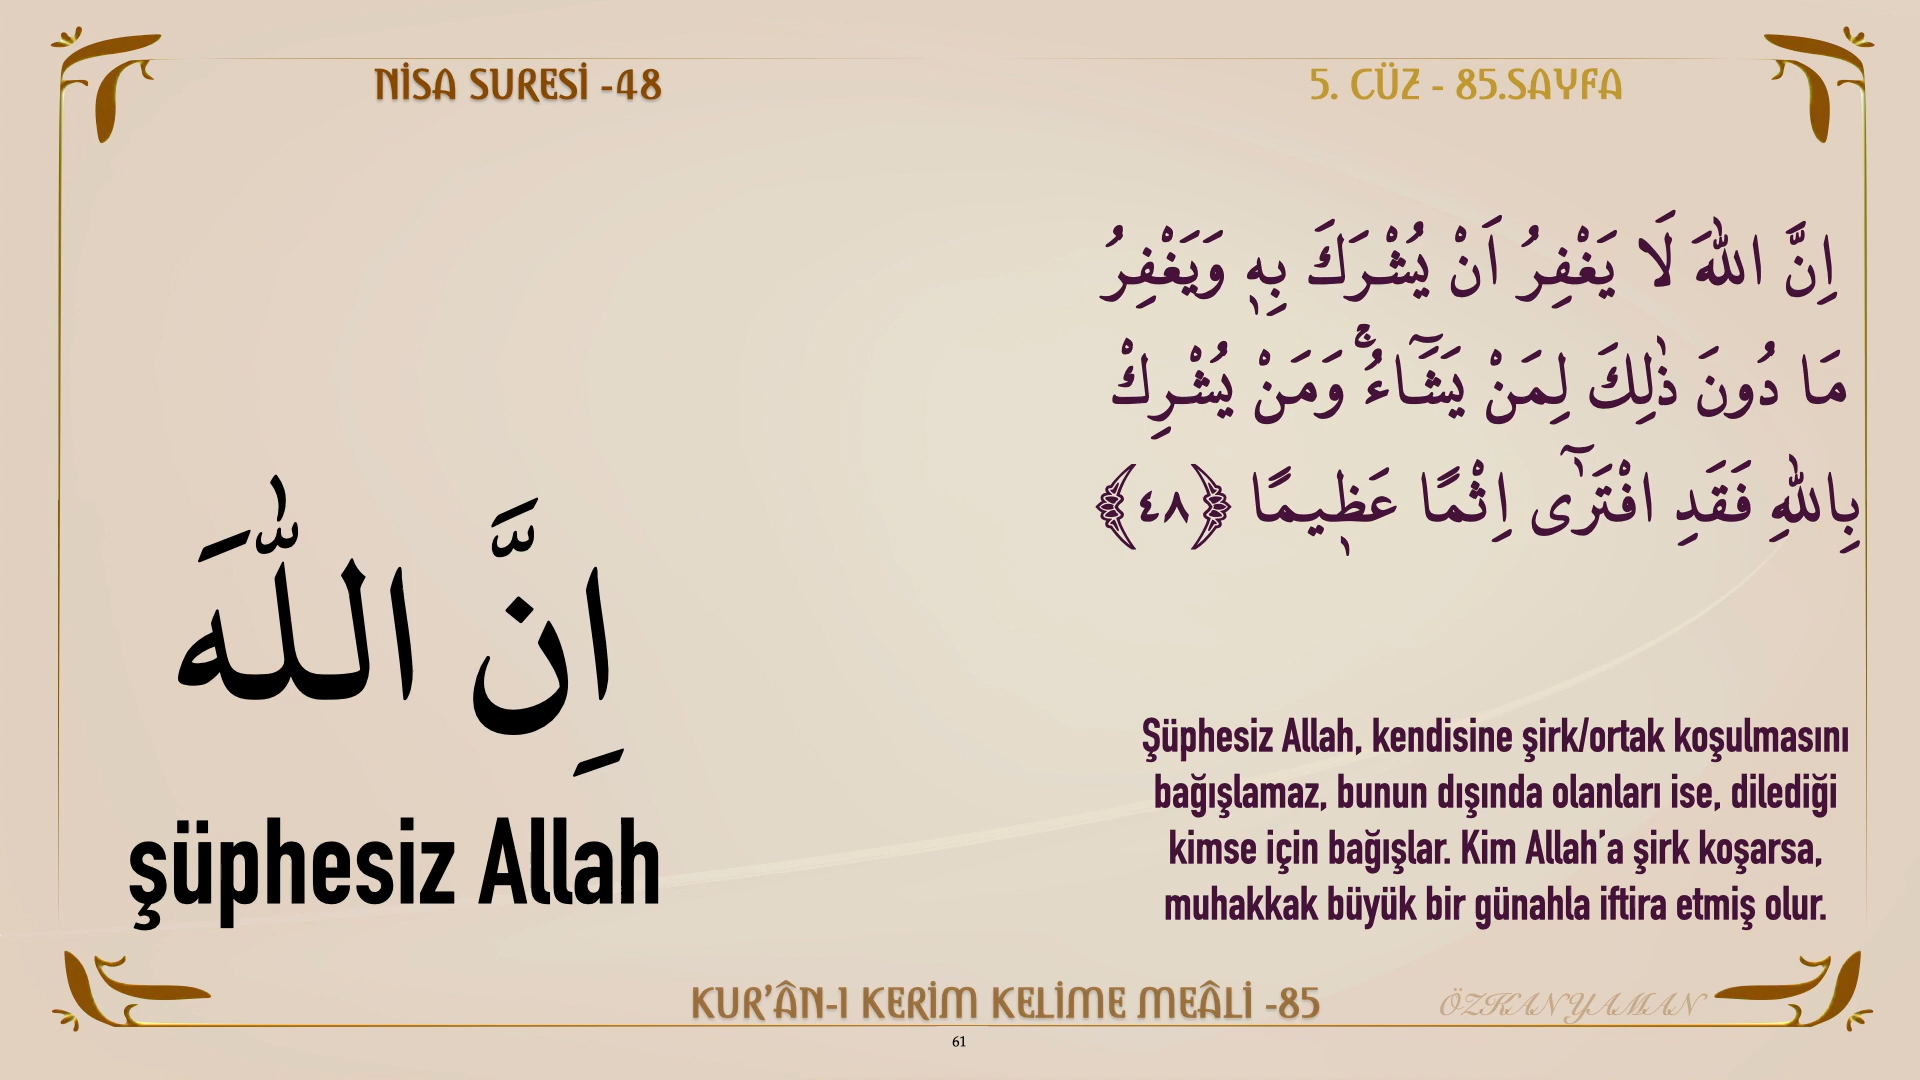 NİSA SURESİ -48
5. CÜZ - 85.SAYFA
اِنَّ اللّٰهَ لَا يَغْفِرُ اَنْ يُشْرَكَ بِه۪ وَيَغْفِرُ
مَا دُونَ ذٰلِكَ لِمَنْ يَشَٓاءُۚ وَمَنْ يُشْرِكْ
بِاللّٰهِ فَقَدِ افْتَرٰٓى اِثْمًا عَظ۪يمًا ﴿٤٨﴾
اِنَّ اللّٰهَ
şüphesiz Allah
Şüphesiz Allah, kendisine şirk/ortak koşulmasını
bağışlamaz, bunun dışında olanları ise, dilediği
kimse için bağışlar. Kim Allah’a şirk koşarsa,
muhakkak büyük bir günahla iftira etmiş olur.
KUR’ÂN-I KERİM KELİME MEÂLİ -85
ÖZKAN YAMAN
61